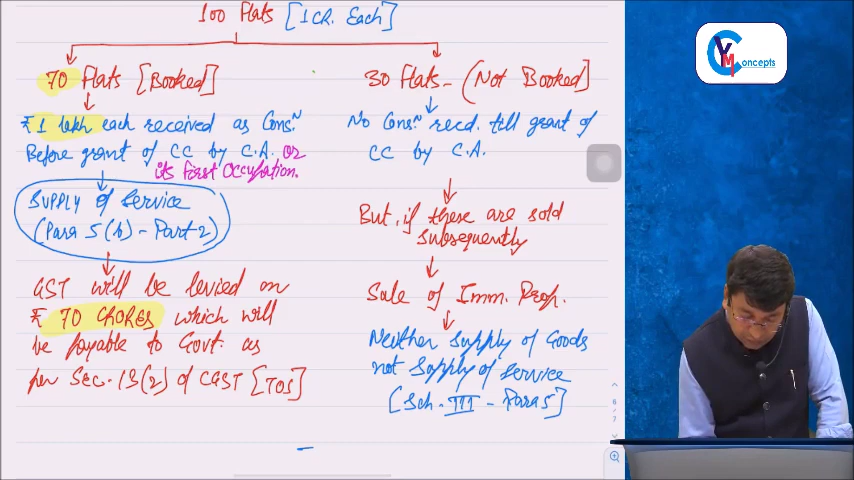 100 Flats [1CR. Each]
70 Flats [Booked]
₹ 1 lakh each received as Consⁿ
Before grant of CC by C.A. or
its First Occupation.
SUPPLY of Service
(Para 5(b) - Part 2)
GST will be levied on
₹ 70 CRORES which will
be payable to Govt. as
per Sec. 13(2) of CGST [TOS]
30 Flats - (Not Booked]
No Consⁿ recd. till grant of
CC by C.A.
But, if these are sold
subsequently
Sale of Imm. Prop.
Neither Supply of Goods
not Supply of Service
[Sch. III - Para 5]
VYM
Concepts
6
/
7